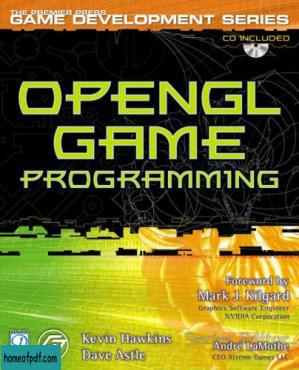 THE PREMIER PRESS
GAME DEVELOPMENT SERIES
CD INCLUDED
OPENGL
GAME
PROGRAMMING
Foreword by
Mark J. Kilgard
Graphics Software Engineer
NVIDIA Corporation
Kevin Hawkins
Dave Astle
André LaMothe
CEO Xtreme Games LLC
homeofpdf.com